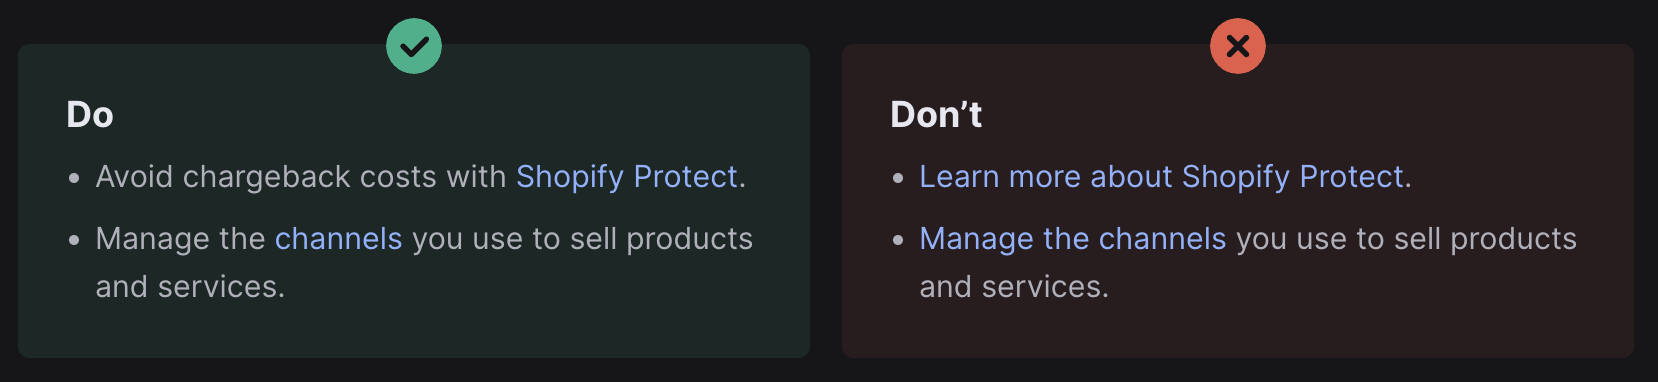 Do
• Avoid chargeback costs with Shopify Protect.
• Manage the channels you use to sell products
and services.
Don’t
• Learn more about Shopify Protect.
• Manage the channels you use to sell products
and services.